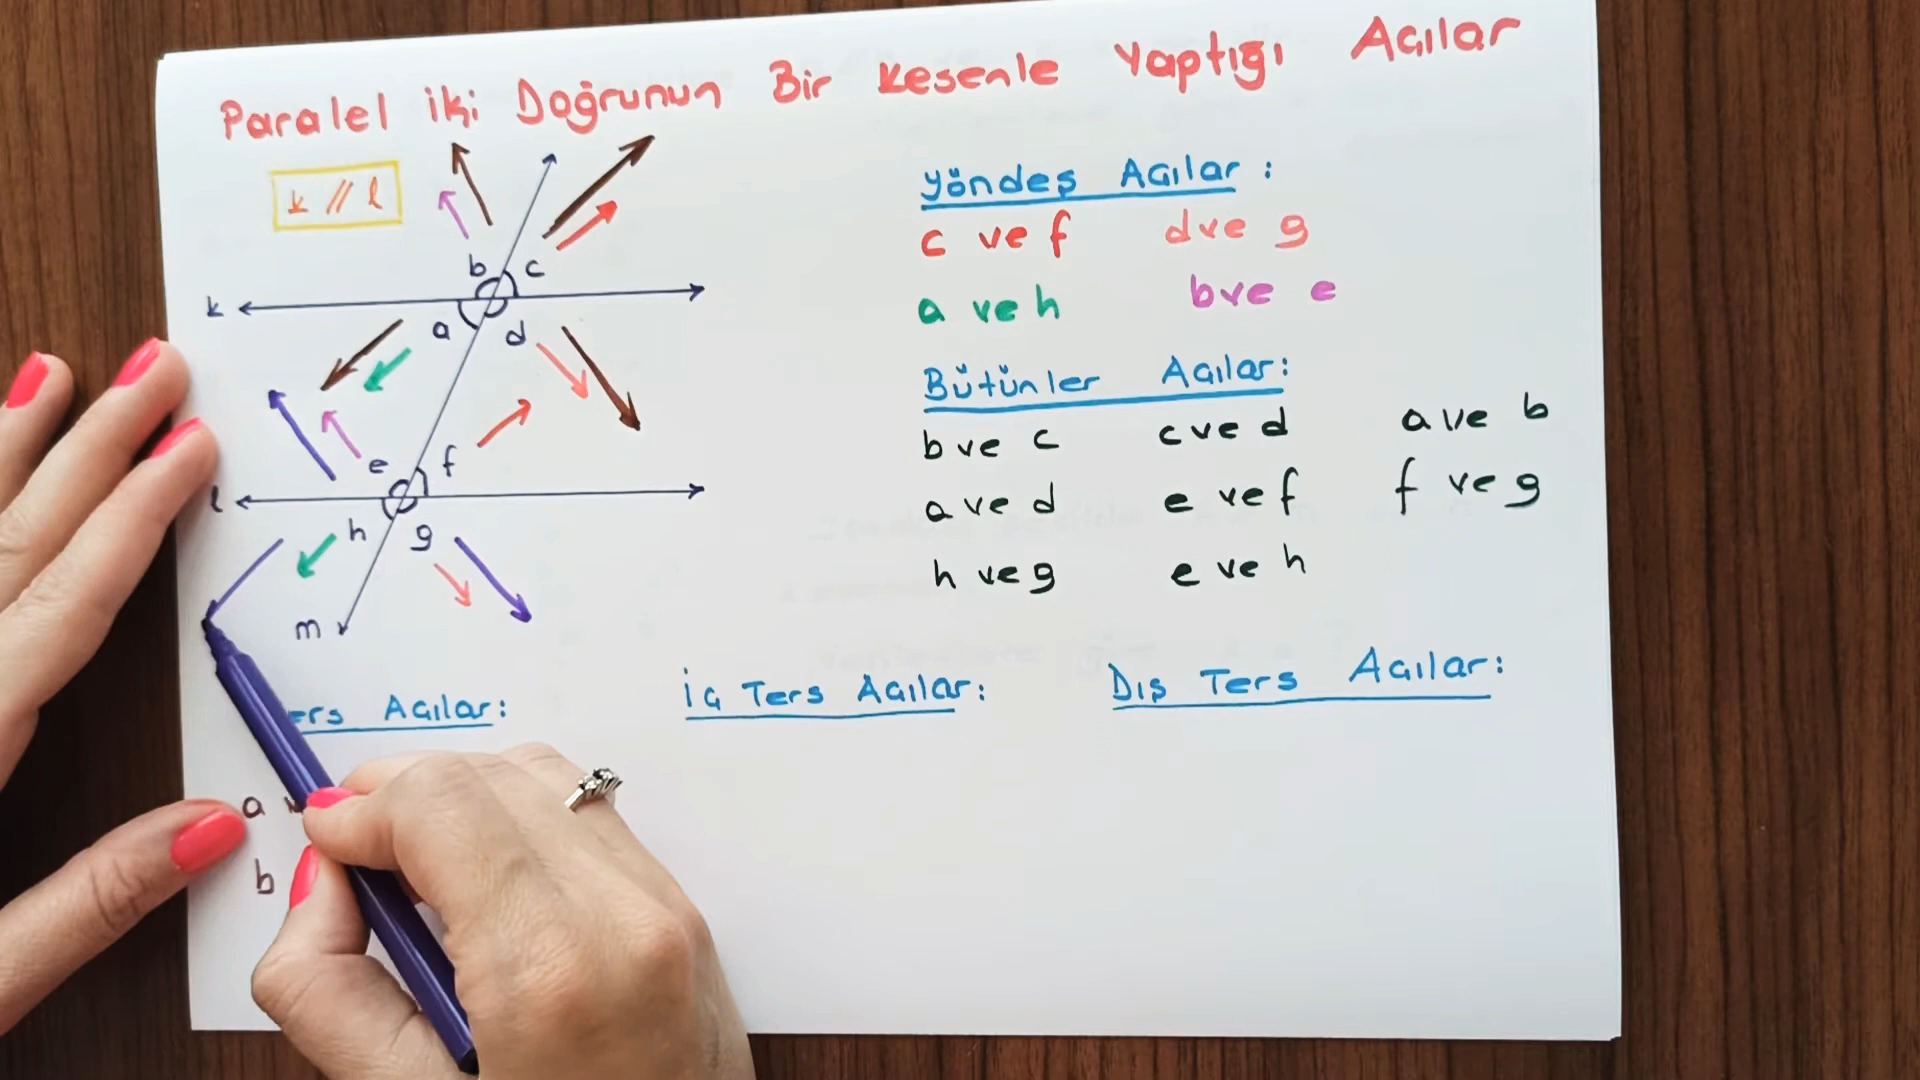 Paralel iki Doğrunun Bir Kesenle Yaptığı Açılar
k // l
b c
k
a d
e f
l
h g
m
Yöndeş Açılar :
c ve f d ve g
a ve h b ve e
Bütünler Açılar:
b ve c c ve d a ve b
a ve d e ve f f ve g
h ve g e ve h
Açılar: İç Ters Açılar: Dış Ters Açılar:
a
b